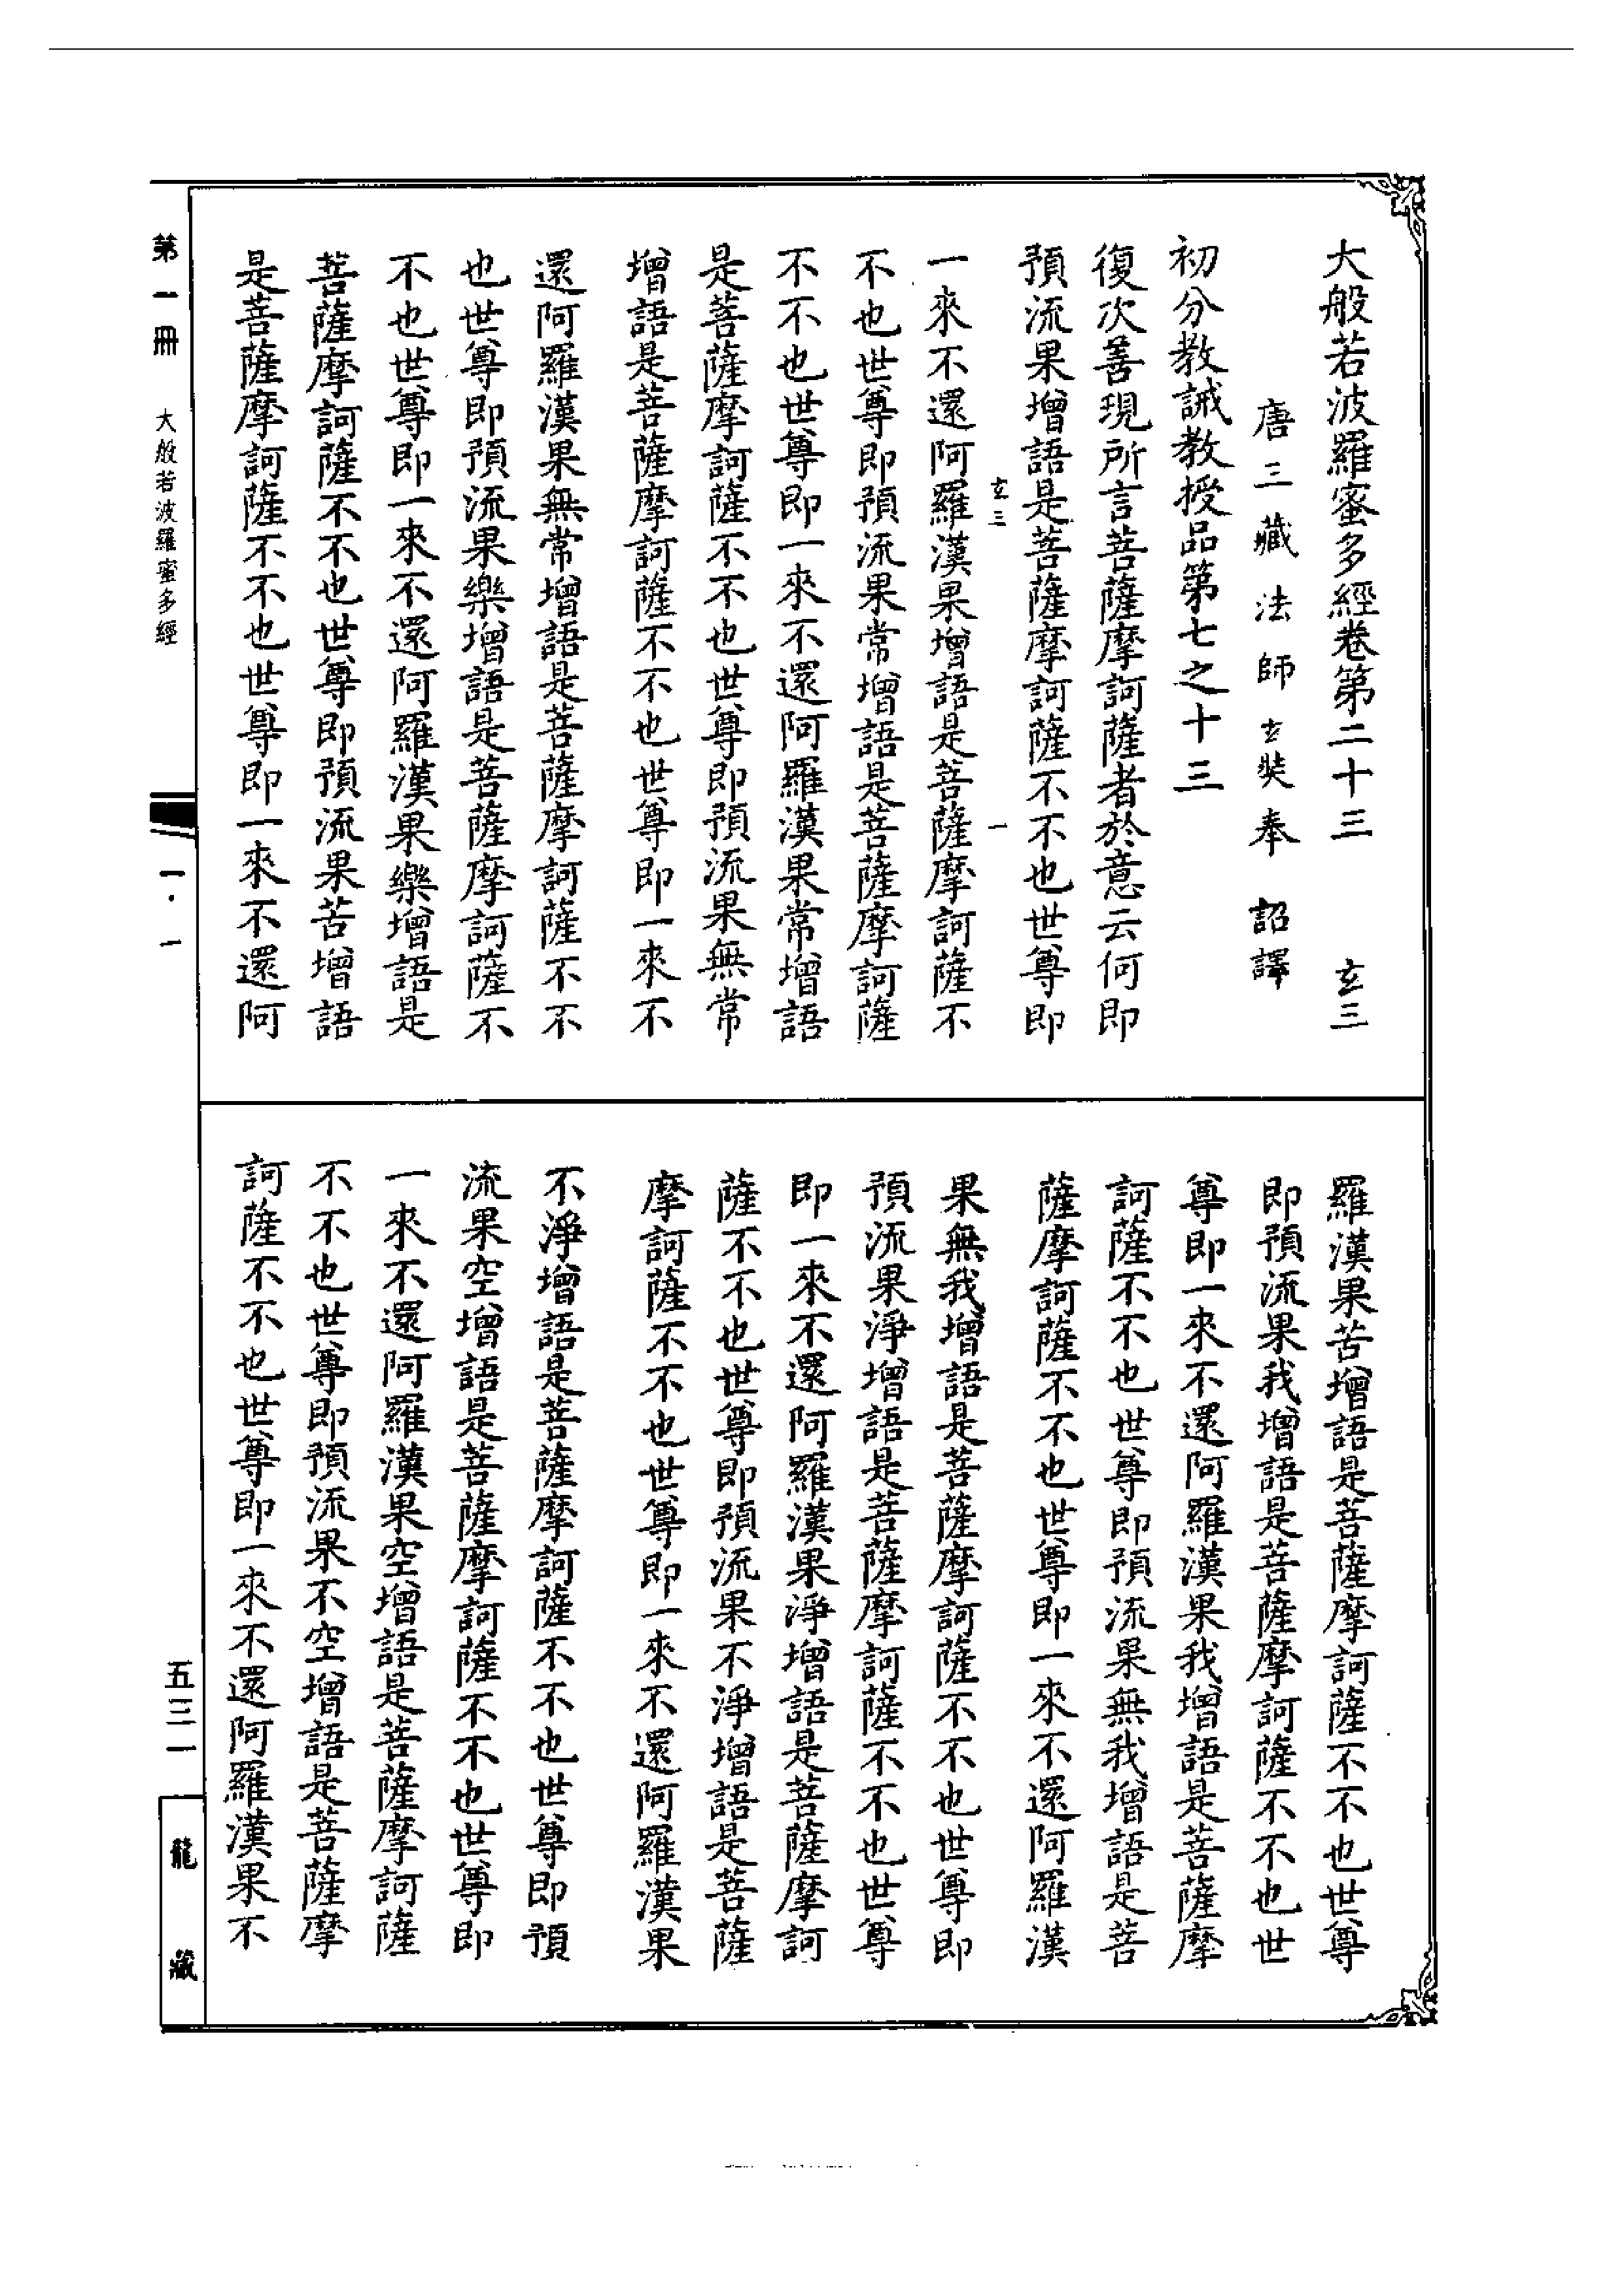 大般若波羅蜜多經卷第二十三　玄三
唐三藏法師玄奘奉　詔譯
初分教誡教授品第七之十三
復次善現所言菩薩摩訶薩者於意云何即
預流果增語是菩薩摩訶薩不不也世尊即
玄三　一
一來不還阿羅漢果增語是菩薩摩訶薩不
不也世尊即預流果常增語是菩薩摩訶薩
不不也世尊即一來不還阿羅漢果常增語
是菩薩摩訶薩不不也世尊即預流果無常
增語是菩薩摩訶薩不不也世尊即一來不
還阿羅漢果無常增語是菩薩摩訶薩不不
也世尊即預流果樂增語是菩薩摩訶薩不
不也世尊即一來不還阿羅漢果樂增語是
菩薩摩訶薩不不也世尊即預流果苦增語
是菩薩摩訶薩不不也世尊即一來不還阿
羅漢果苦增語是菩薩摩訶薩不不也世尊
即預流果我增語是菩薩摩訶薩不不也世
尊即一來不還阿羅漢果我增語是菩薩摩
訶薩不不也世尊即預流果無我增語是菩
薩摩訶薩不不也世尊即一來不還阿羅漢
果無我增語是菩薩摩訶薩不不也世尊即
預流果淨增語是菩薩摩訶薩不不也世尊
即一來不還阿羅漢果淨增語是菩薩摩訶
薩不不也世尊即預流果不淨增語是菩薩
摩訶薩不不也世尊即一來不還阿羅漢果
不淨增語是菩薩摩訶薩不不也世尊即預
流果空增語是菩薩摩訶薩不不也世尊即
一來不還阿羅漢果空增語是菩薩摩訶薩
不不也世尊即預流果不空增語是菩薩摩
訶薩不不也世尊即一來不還阿羅漢果不
第一冊　大般若波羅蜜多經　一·一　五三一　龍藏